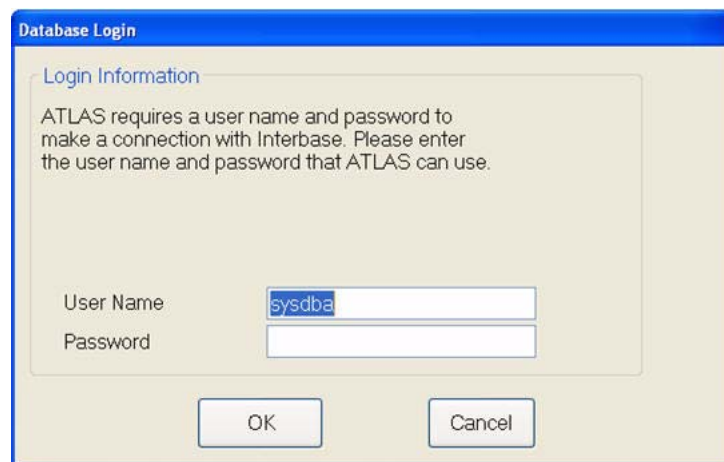 Database Login
Login Information
ATLAS requires a user name and password to
make a connection with Interbase. Please enter
the user name and password that ATLAS can use.
User Name
sysdba
Password
OK
Cancel